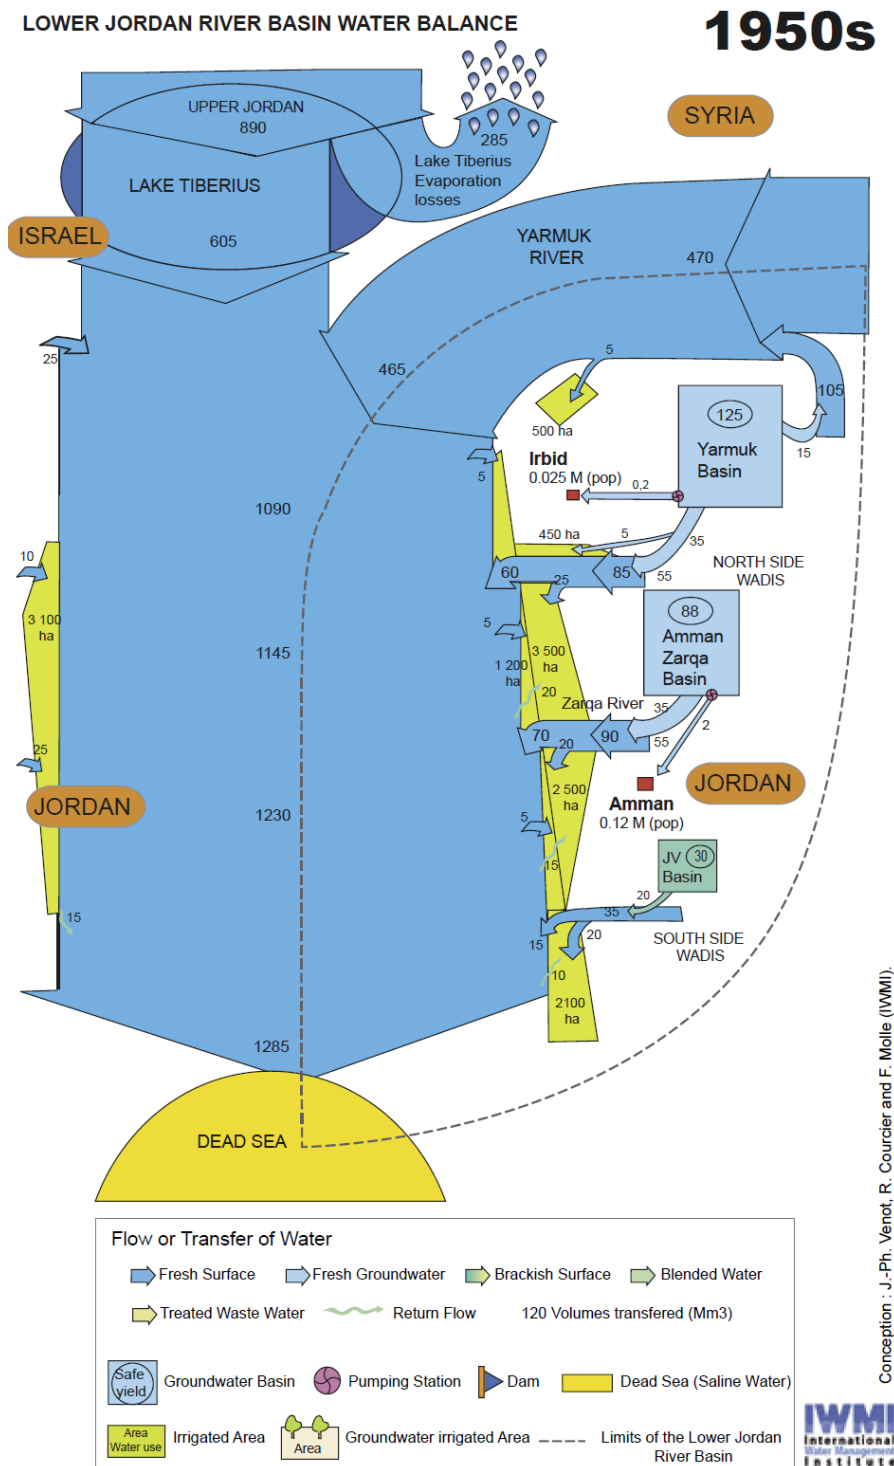 LOWER JORDAN RIVER BASIN WATER BALANCE
1950s
UPPER JORDAN
890
285
Lake Tiberius
Evaporation
losses
SYRIA
LAKE TIBERIUS
ISRAEL
605
YARMUK
RIVER
470
25
465
5
105
500 ha
125
Yarmuk
Basin
15
Irbid
0.025 M (pop)
0,2
5
1090
450 ha
5
35
NORTH SIDE
WADIS
10
60
25
85
55
3 100
ha
88
Amman
Zarqa
Basin
5
1145
1 200
ha
3 500
ha
20
Zarqa River
35
2
25
70
20
90
55
JORDAN
JORDAN
2 500
ha
Amman
0.12 M (pop)
1230
5
15
JV
30
Basin
20
15
35
15
20
SOUTH SIDE
WADIS
10
2100
ha
1285
DEAD SEA
Flow or Transfer of Water
Fresh Surface
Fresh Groundwater
Brackish Surface
Blended Water
Treated Waste Water
Return Flow
120 Volumes transfered (Mm3)
Safe
yield
Groundwater Basin
Pumping Station
Dam
Dead Sea (Saline Water)
Area
Water use
Irrigated Area
Area
Groundwater irrigated Area
Limits of the Lower Jordan
River Basin
Conception : J.-Ph. Venot, R. Courcier and F. Molle (IWMI).
IWMI
International
Water Management
Institute